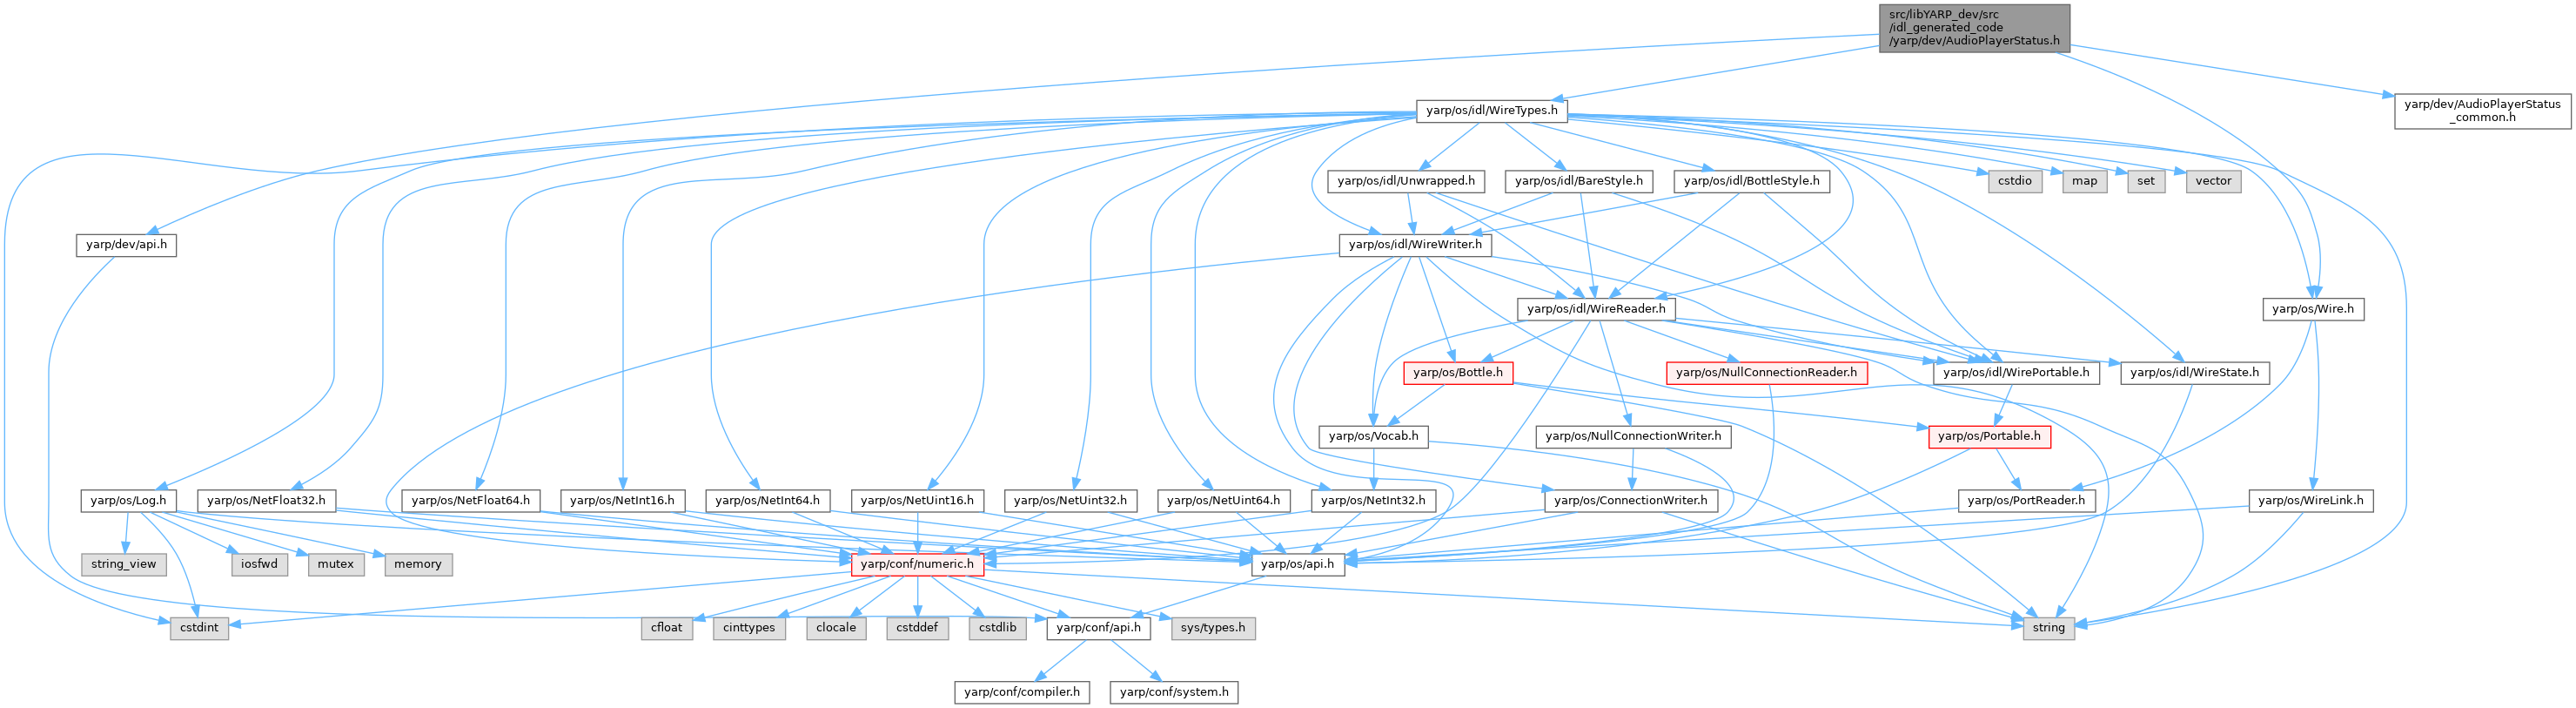 src/libYARP_dev/src
/idl_generated_code
/yarp/dev/AudioPlayerStatus.h
yarp/os/idl/WireTypes.h
yarp/dev/AudioPlayerStatus
_common.h
yarp/os/idl/Unwrapped.h
yarp/os/idl/BareStyle.h
yarp/os/idl/BottleStyle.h
cstdio
map
set
vector
yarp/dev/api.h
yarp/os/idl/WireWriter.h
yarp/os/idl/WireReader.h
yarp/os/Wire.h
yarp/os/Bottle.h
yarp/os/NullConnectionReader.h
yarp/os/idl/WirePortable.h
yarp/os/idl/WireState.h
yarp/os/Vocab.h
yarp/os/NullConnectionWriter.h
yarp/os/Portable.h
yarp/os/Log.h
yarp/os/NetFloat32.h
yarp/os/NetFloat64.h
yarp/os/NetInt16.h
yarp/os/NetInt64.h
yarp/os/NetUint16.h
yarp/os/NetUint32.h
yarp/os/NetUint64.h
yarp/os/NetInt32.h
yarp/os/ConnectionWriter.h
yarp/os/PortReader.h
yarp/os/WireLink.h
string_view
iosfwd
mutex
memory
yarp/conf/numeric.h
yarp/os/api.h
cstdint
cfloat
cinttypes
clocale
cstddef
cstdlib
yarp/conf/api.h
sys/types.h
string
yarp/conf/compiler.h
yarp/conf/system.h